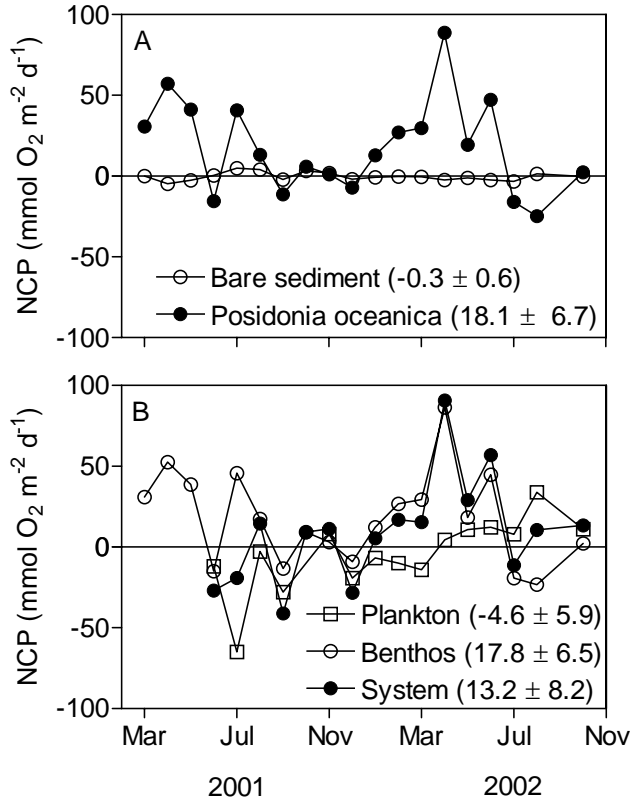 A
100
50
0
-50
-100
NCP (mmol O2 m-2 d-1)
Bare sediment (-0.3 ± 0.6)
Posidonia oceanica (18.1 ± 6.7)
B
100
50
0
-50
-100
NCP (mmol O2 m-2 d-1)
Plankton (-4.6 ± 5.9)
Benthos (17.8 ± 6.5)
System (13.2 ± 8.2)
Mar Jul Nov Mar Jul Nov
2001 2002